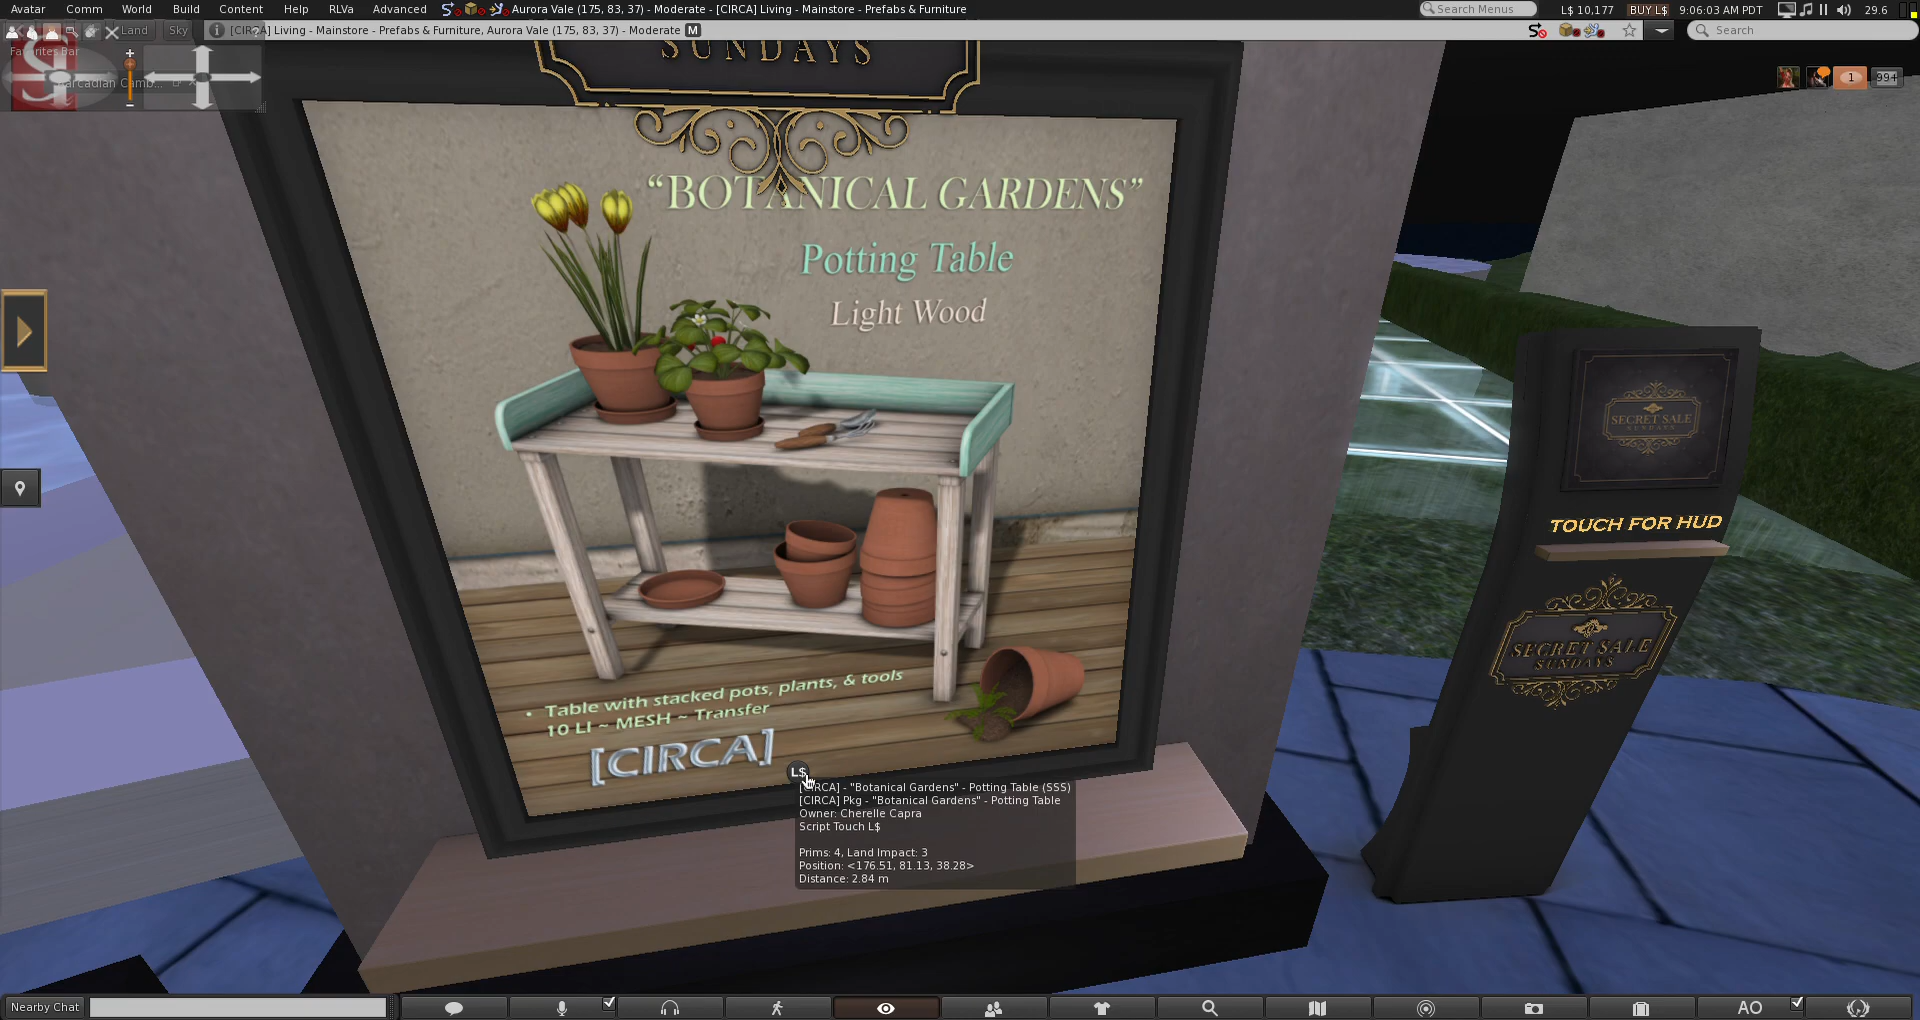 Avatar Comm World Build Content Help RLVa Advanced Aurora Vale (175, 83, 37) - Moderate - [CIRCA] Living - Mainstore - Prefabs & Furniture Search Menus L$ 10,177 BUY L$ 9:06:03 AM PDT 29.6
Land Sky [CIRCA] Living - Mainstore - Prefabs & Furniture, Aurora Vale (175, 83, 37) - Moderate M Search
Favorites Bar
1 99+
SUNDAYS
“BOTANICAL GARDENS”
Potting Table
Light Wood
• Table with stacked pots, plants, & tools
10 LI ~ MESH ~ Transfer
[CIRCA]
L$
[CIRCA] - "Botanical Gardens" - Potting Table (SSS)
[CIRCA] Pkg - "Botanical Gardens" - Potting Table
Owner: Cherelle Capra
Script Touch L$
Prims: 4, Land Impact: 3
Position: <176.51, 81.13, 38.28>
Distance: 2.84 m
SECRET SALE
SUNDAYS
TOUCH FOR HUD
SECRET SALE
SUNDAYS
Nearby Chat
AO